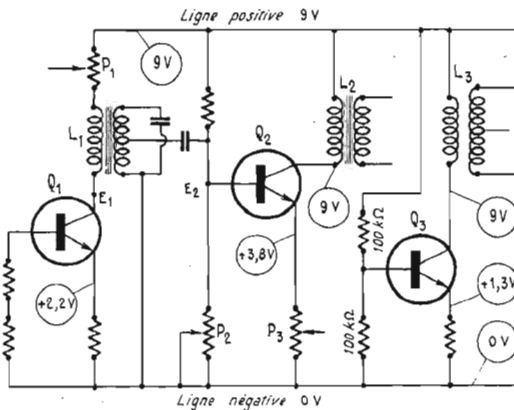 Ligne positive 9V
P1
9V
L2
L3
L1
Q1
E1
Q2
E2
9V
100 kΩ
Q3
9V
+2,2V
+3,8V
+1,3V
P2
P3
100 kΩ
0V
Ligne négative 0V